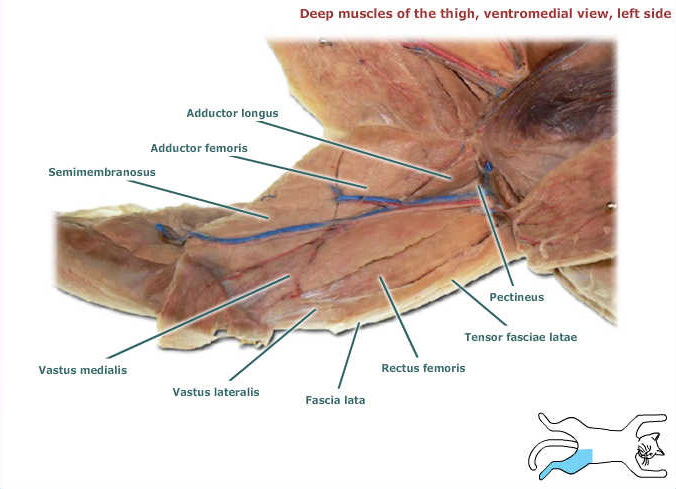 Deep muscles of the thigh, ventromedial view, left side
Adductor longus
Adductor femoris
Semimembranosus
Pectineus
Tensor fasciae latae
Rectus femoris
Vastus medialis
Vastus lateralis
Fascia lata